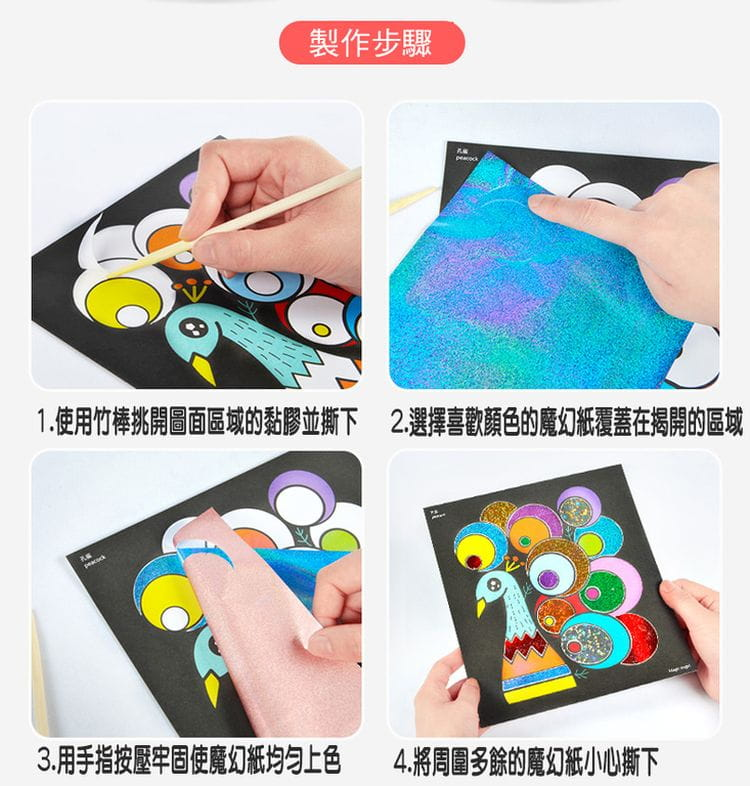 製作步驟
孔雀
peacock
1.使用竹棒挑開圖面區域的黏膠並撕下
2.選擇喜歡顏色的魔幻紙覆蓋在揭開的區域
孔雀
peacock
3.用手指按壓牢固使魔幻紙均勻上色
4.將周圍多餘的魔幻紙小心撕下